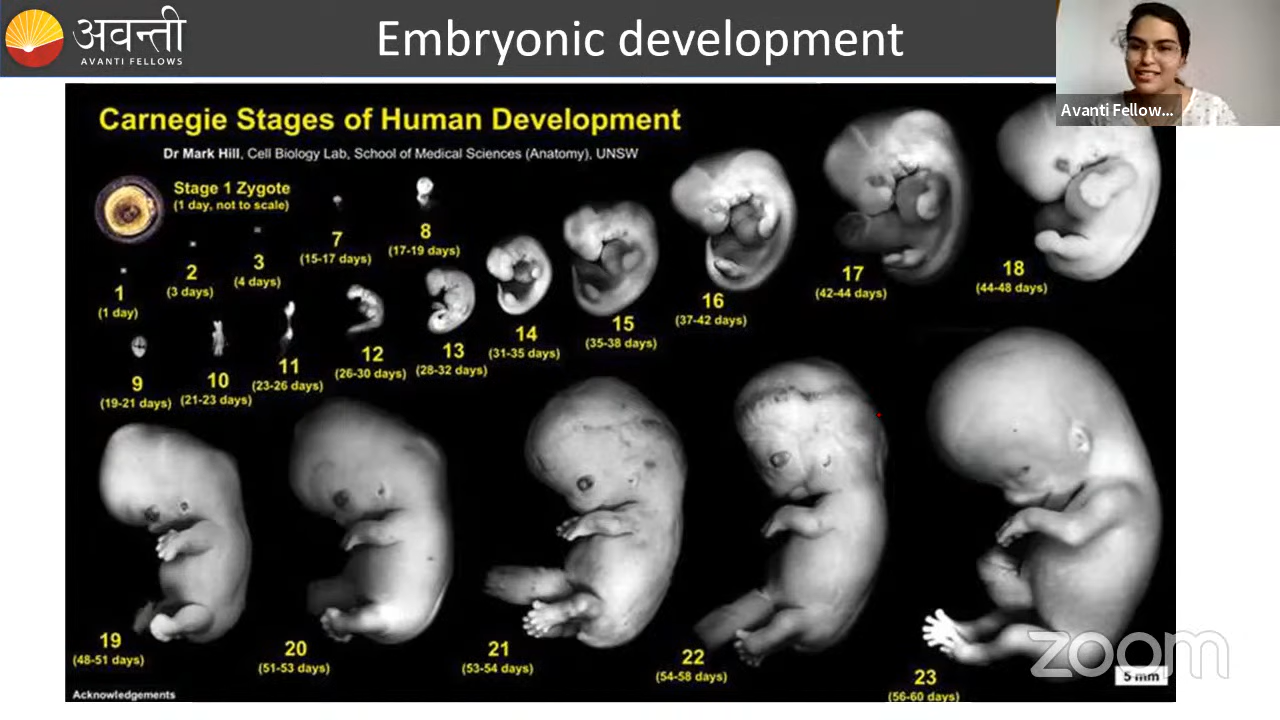 अवन्ती
AVANTI FELLOWS
Embryonic development
Avanti Fellow...
Carnegie Stages of Human Development
Dr Mark Hill, Cell Biology Lab, School of Medical Sciences (Anatomy), UNSW
Stage 1 Zygote
(1 day, not to scale)
1
(1 day)
2
(3 days)
3
(4 days)
7
(15-17 days)
8
(17-19 days)
9
(19-21 days)
10
(21-23 days)
11
(23-26 days)
12
(26-30 days)
13
(28-32 days)
14
(31-35 days)
15
(35-38 days)
16
(37-42 days)
17
(42-44 days)
18
(44-48 days)
19
(48-51 days)
20
(51-53 days)
21
(53-54 days)
22
(54-58 days)
23
(56-60 days)
5 mm
zoom
Acknowledgements